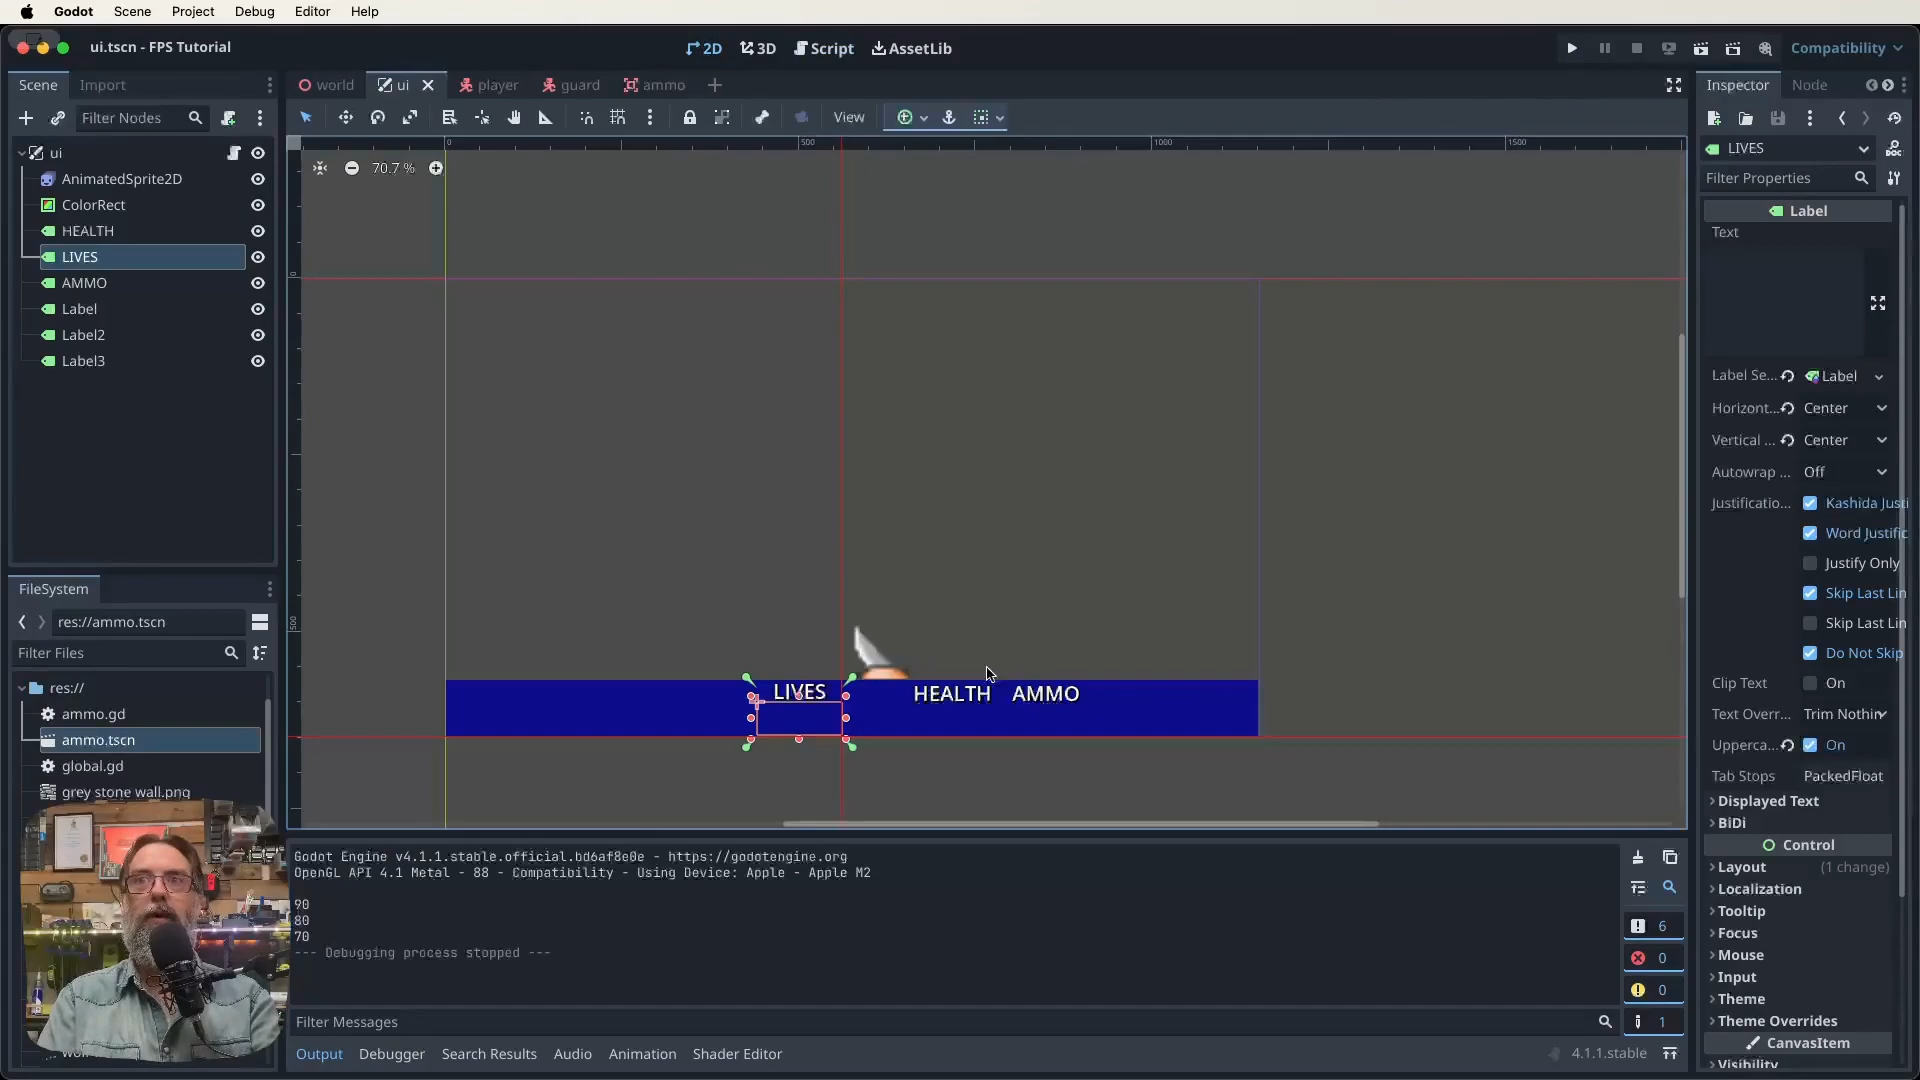 Godot Scene Project Debug Editor Help
ui.tscn - FPS Tutorial
2D 3D Script AssetLib
Compatibility
Scene Import
Filter Nodes
ui
AnimatedSprite2D
ColorRect
HEALTH
LIVES
AMMO
Label
Label2
Label3
FileSystem
res://ammo.tscn
Filter Files
res://
ammo.gd
ammo.tscn
global.gd
grey stone wall.png
world ui player guard ammo
View
0 500 1000 1500
0
500
70.7 %
LIVES HEALTH AMMO
Godot Engine v4.1.1.stable.official.bd6af8e0e - https://godotengine.org
OpenGL API 4.1 Metal - 88 - Compatibility - Using Device: Apple - Apple M2
90
80
70
--- Debugging process stopped ---
Filter Messages
6
0
0
1
Output Debugger Search Results Audio Animation Shader Editor
4.1.1.stable
Inspector Node
LIVES
DOC
Filter Properties
Label
Text
Label Se... Label
Horizont... Center
Vertical ... Center
Autowrap ... Off
Justificatio... Kashida Justi
Word Justific
Justify Only
Skip Last Lin
Skip Last Lin
Do Not Skip
Clip Text On
Text Overr... Trim Nothin
Upperca... On
Tab Stops PackedFloat
Displayed Text
BiDi
Control
Layout (1 change)
Localization
Tooltip
Focus
Mouse
Input
Theme
Theme Overrides
CanvasItem
Visibility